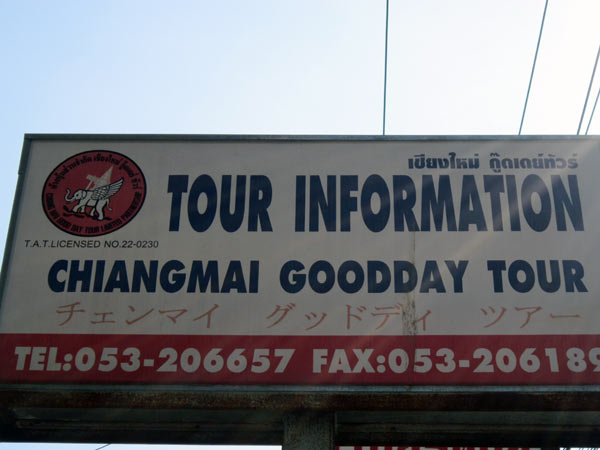 เชียงใหม่ กู๊ดเดย์ทัวร์
TOUR INFORMATION
T.A.T.LICENSED NO.22-0230
CHIANGMAI GOODDAY TOUR
チェンマイ グッドディ ツアー
TEL:053-206657 FAX:053-206189